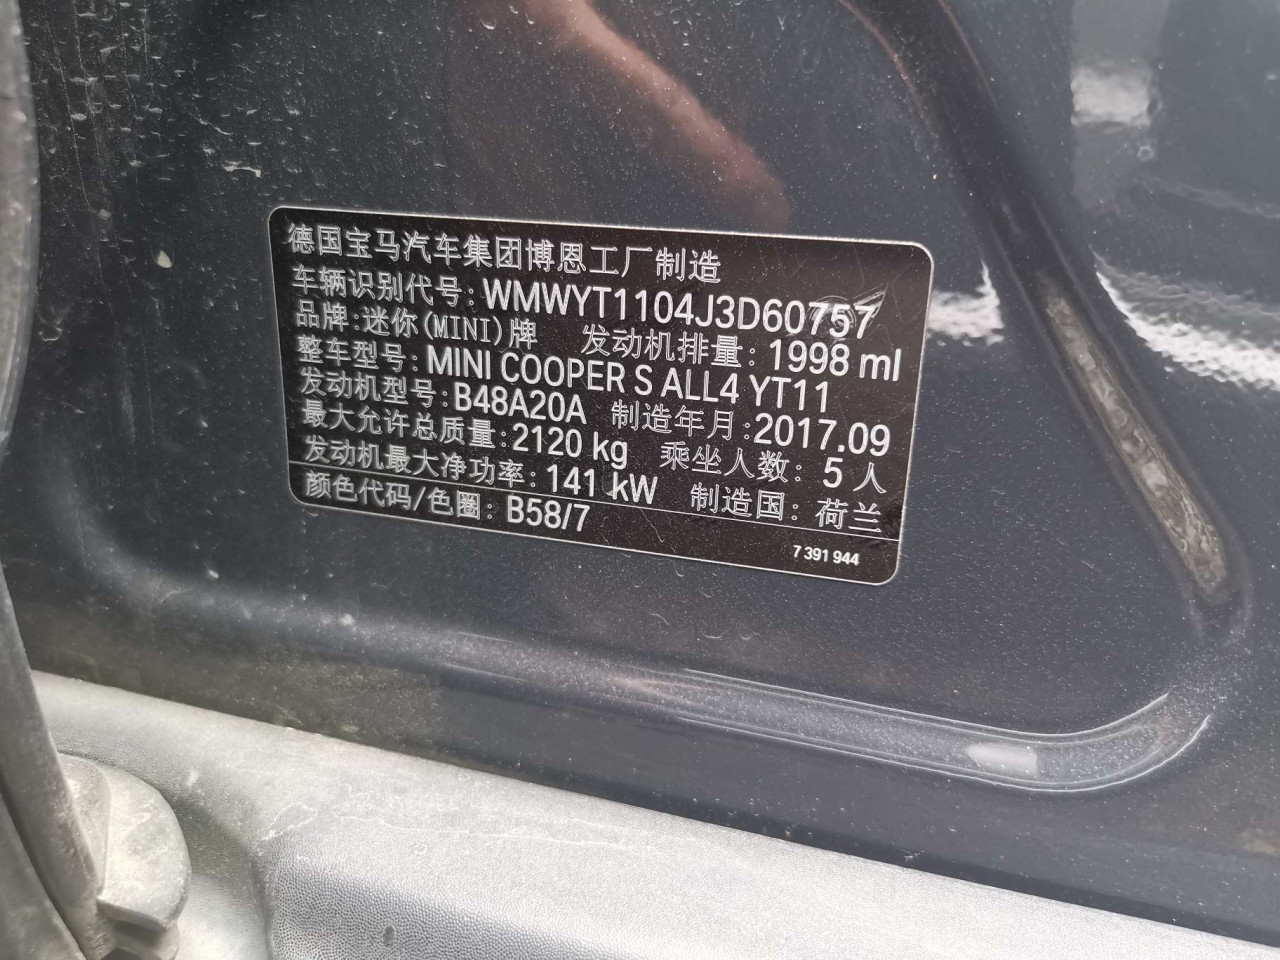 德国宝马汽车集团博恩工厂制造
车辆识别代号: WMWYT1104J3D60757
品牌:迷你(MINI)牌 发动机排量: 1998 ml
整车型号: MINI COOPER S ALL4 YT11
发动机型号: B48A20A 制造年月:2017.09
最大允许总质量: 2120 kg 乘坐人数: 5 人
发动机最大净功率: 141 kW 制造国: 荷兰
颜色代码/色圈: B58/7
7 391 944